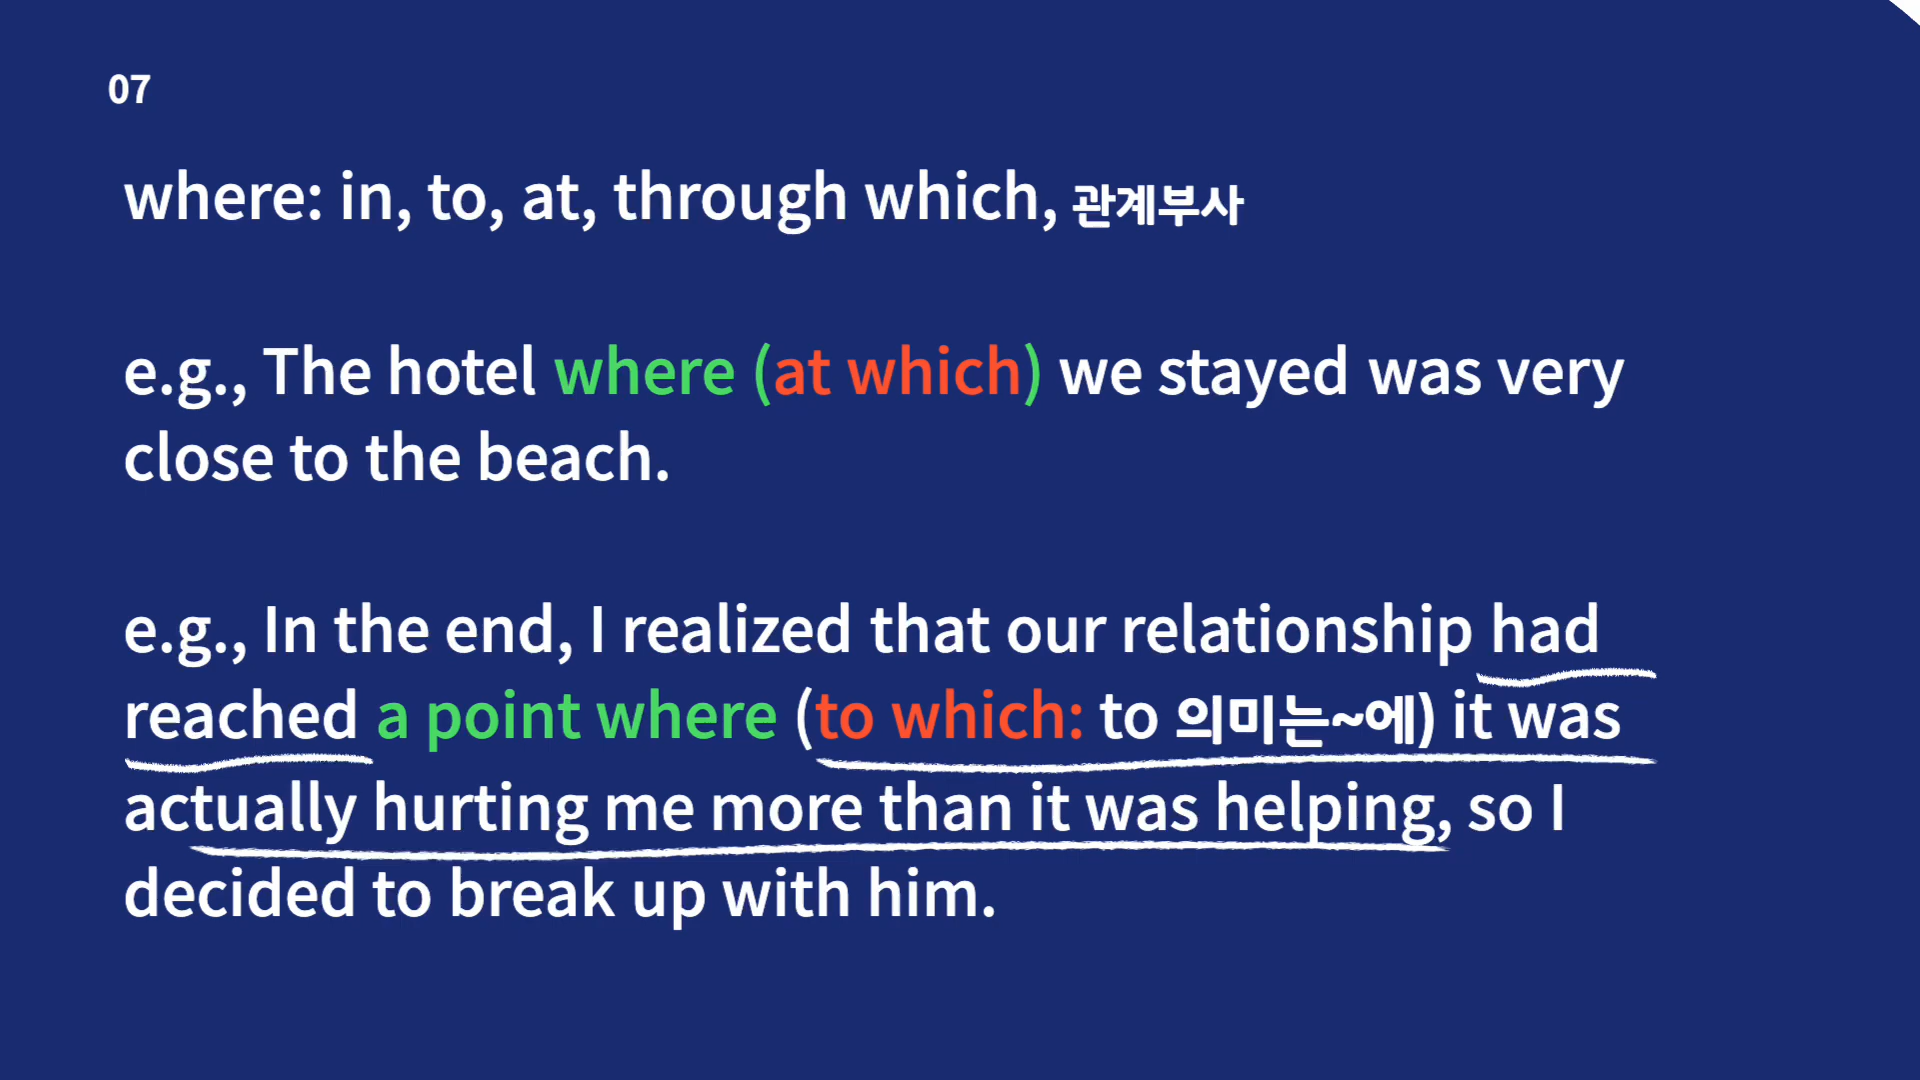 07
where: in, to, at, through which, 관계부사
e.g., The hotel where (at which) we stayed was very
close to the beach.
e.g., In the end, I realized that our relationship had
reached a point where (to which: to 의미는~에) it was
actually hurting me more than it was helping, so I
decided to break up with him.